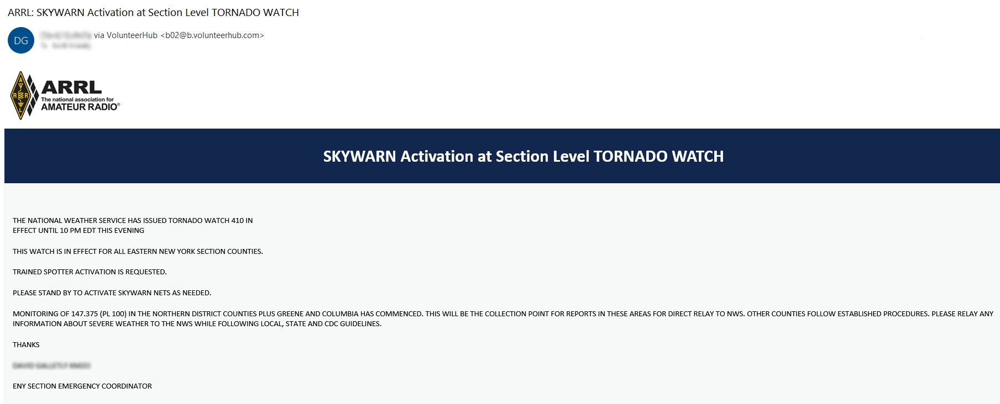 ARRL: SKYWARN Activation at Section Level TORNADO WATCH
DG
via VolunteerHub <b02@b.volunteerhub.com>
A
R R
L
ARRL
The national association for
AMATEUR RADIO®
SKYWARN Activation at Section Level TORNADO WATCH
THE NATIONAL WEATHER SERVICE HAS ISSUED TORNADO WATCH 410 IN
EFFECT UNTIL 10 PM EDT THIS EVENING
THIS WATCH IS IN EFFECT FOR ALL EASTERN NEW YORK SECTION COUNTIES.
TRAINED SPOTTER ACTIVATION IS REQUESTED.
PLEASE STAND BY TO ACTIVATE SKYWARN NETS AS NEEDED.
MONITORING OF 147.375 (PL 100) IN THE NORTHERN DISTRICT COUNTIES PLUS GREENE AND COLUMBIA HAS COMMENCED. THIS WILL BE THE COLLECTION POINT FOR REPORTS IN THESE AREAS FOR DIRECT RELAY TO NWS. OTHER COUNTIES FOLLOW ESTABLISHED PROCEDURES. PLEASE RELAY ANY
INFORMATION ABOUT SEVERE WEATHER TO THE NWS WHILE FOLLOWING LOCAL, STATE AND CDC GUIDELINES.
THANKS
ENY SECTION EMERGENCY COORDINATOR